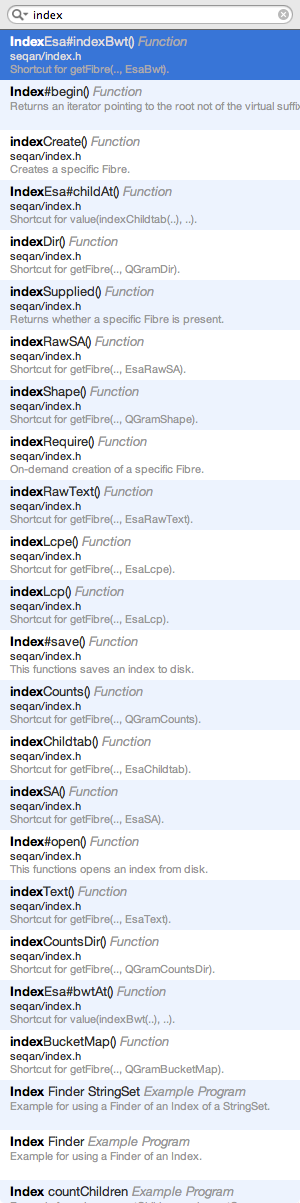 index
IndexEsa#indexBwt() Function
seqan/index.h
Shortcut for getFibre(.., EsaBwt).
Index#begin() Function
Returns an iterator pointing to the root not of the virtual suffix
indexCreate() Function
seqan/index.h
Creates a specific Fibre.
IndexEsa#childAt() Function
seqan/index.h
Shortcut for value(indexChildtab(..), ..).
indexDir() Function
seqan/index.h
Shortcut for getFibre(.., QGramDir).
indexSupplied() Function
seqan/index.h
Returns whether a specific Fibre is present.
indexRawSA() Function
seqan/index.h
Shortcut for getFibre(.., EsaRawSA).
indexShape() Function
seqan/index.h
Shortcut for getFibre(.., QGramShape).
indexRequire() Function
seqan/index.h
On-demand creation of a specific Fibre.
indexRawText() Function
seqan/index.h
Shortcut for getFibre(.., EsaRawText).
indexLcpe() Function
seqan/index.h
Shortcut for getFibre(.., EsaLcpe).
indexLcp() Function
seqan/index.h
Shortcut for getFibre(.., EsaLcp).
Index#save() Function
seqan/index.h
This functions saves an index to disk.
indexCounts() Function
seqan/index.h
Shortcut for getFibre(.., QGramCounts).
indexChildtab() Function
seqan/index.h
Shortcut for getFibre(.., EsaChildtab).
indexSA() Function
seqan/index.h
Shortcut for getFibre(.., EsaSA).
Index#open() Function
seqan/index.h
This functions opens an index from disk.
indexText() Function
seqan/index.h
Shortcut for getFibre(.., EsaText).
indexCountsDir() Function
seqan/index.h
Shortcut for getFibre(.., QGramCountsDir).
IndexEsa#bwtAt() Function
seqan/index.h
Shortcut for value(indexBwt(..), ..).
indexBucketMap() Function
seqan/index.h
Shortcut for getFibre(.., QGramBucketMap).
Index Finder StringSet Example Program
Example for using a Finder of an Index of a StringSet.
Index Finder Example Program
Example for using a Finder of an Index.
Index countChildren Example Program